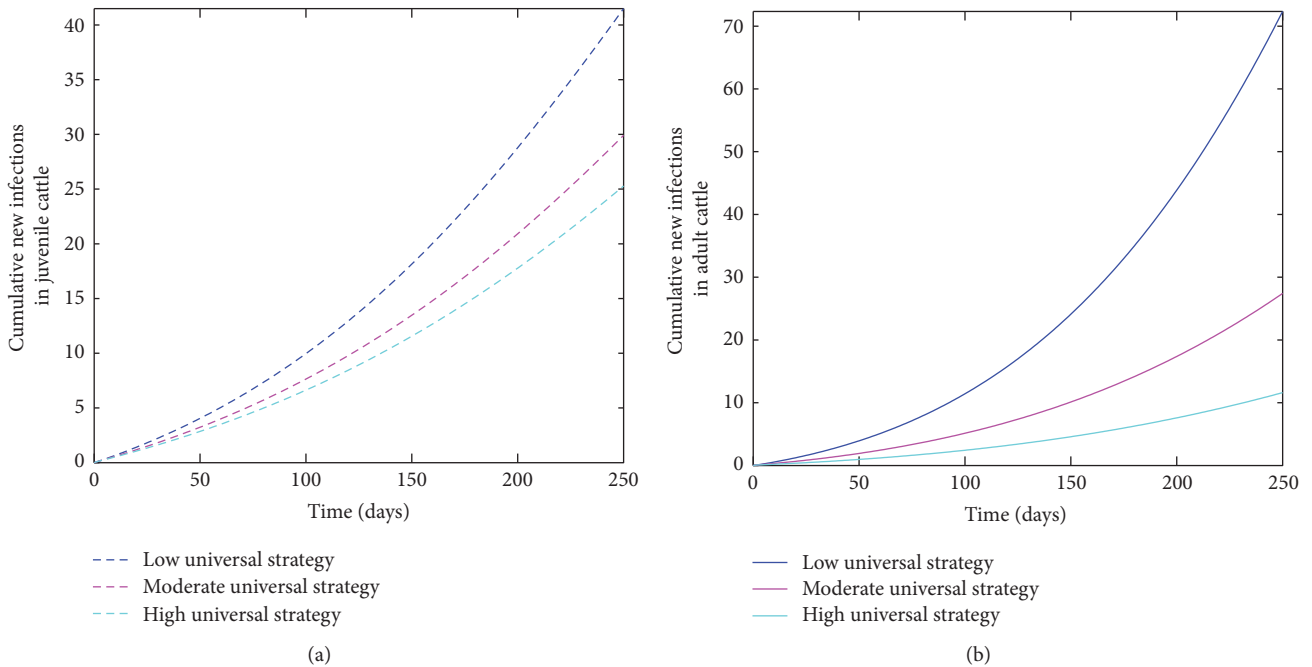 40
35
30
25
20
15
10
5
0
Cumulative new infections
in juvenile cattle
0 50 100 150 200 250
Time (days)
Low universal strategy
Moderate universal strategy
High universal strategy
(a)
70
60
50
40
30
20
10
0
Cumulative new infections
in adult cattle
0 50 100 150 200 250
Time (days)
Low universal strategy
Moderate universal strategy
High universal strategy
(b)